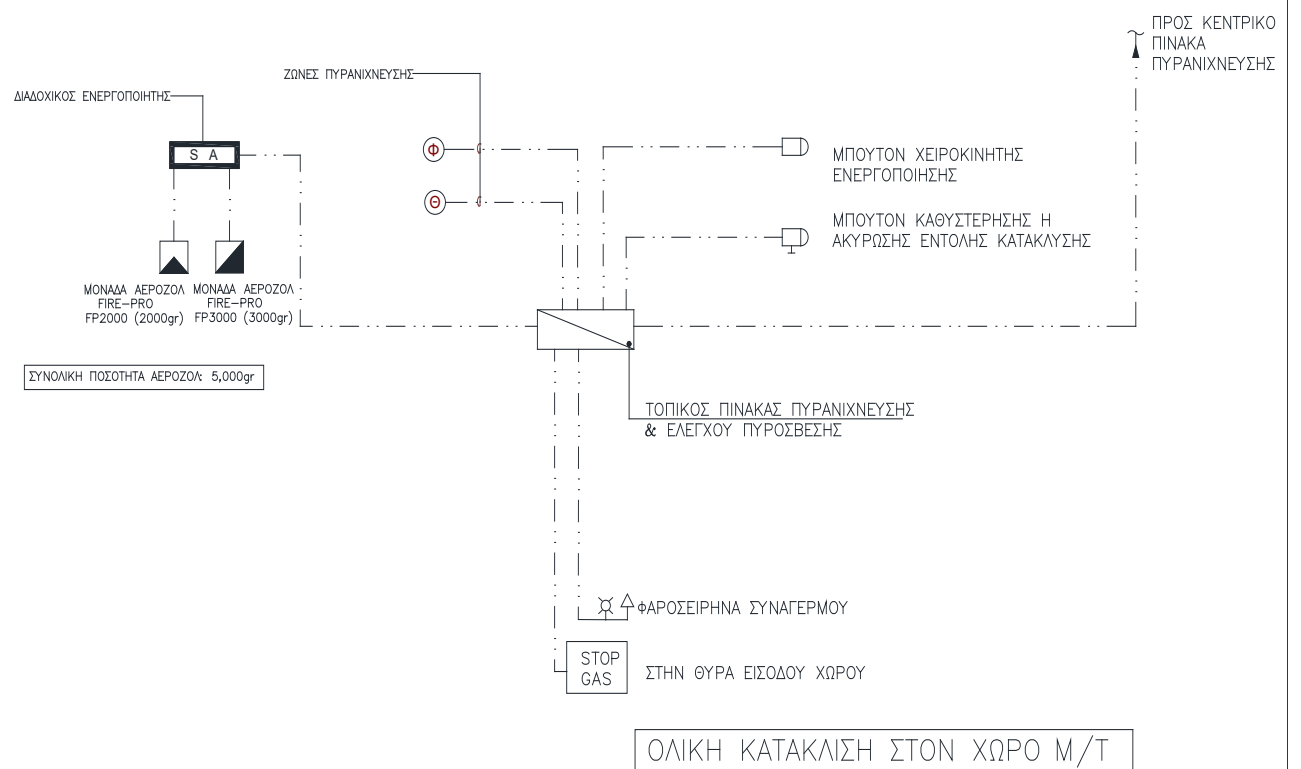 ΠΡΟΣ ΚΕΝΤΡΙΚΟ
ΠΙΝΑΚΑ
ΠΥΡΑΝΙΧΝΕΥΣΗΣ
ΖΩΝΕΣ ΠΥΡΑΝΙΧΝΕΥΣΗΣ
ΔΙΑΔΟΧΙΚΟΣ ΕΝΕΡΓΟΠΟΙΗΤΗΣ
S A
Φ
Θ
ΜΠΟΥΤΟΝ ΧΕΙΡΟΚΙΝΗΤΗΣ
ΕΝΕΡΓΟΠΟΙΗΣΗΣ
ΜΠΟΥΤΟΝ ΚΑΘΥΣΤΕΡΗΣΗΣ Η
ΑΚΥΡΩΣΗΣ ΕΝΤΟΛΗΣ ΚΑΤΑΚΛΥΣΗΣ
ΜΟΝΑΔΑ ΑΕΡΟΖΟΛ
FIRE-PRO
FP2000 (2000gr)
ΜΟΝΑΔΑ ΑΕΡΟΖΟΛ
FIRE-PRO
FP3000 (3000gr)
ΣΥΝΟΛΙΚΗ ΠΟΣΟΤΗΤΑ ΑΕΡΟΖΟΛ: 5,000gr
ΤΟΠΙΚΟΣ ΠΙΝΑΚΑΣ ΠΥΡΑΝΙΧΝΕΥΣΗΣ
& ΕΛΕΓΧΟΥ ΠΥΡΟΣΒΕΣΗΣ
ΦΑΡΟΣΕΙΡΗΝΑ ΣΥΝΑΓΕΡΜΟΥ
STOP
GAS
ΣΤΗΝ ΘΥΡΑ ΕΙΣΟΔΟΥ ΧΩΡΟΥ
ΟΛΙΚΗ ΚΑΤΑΚΛΙΣΗ ΣΤΟΝ ΧΩΡΟ Μ/Τ